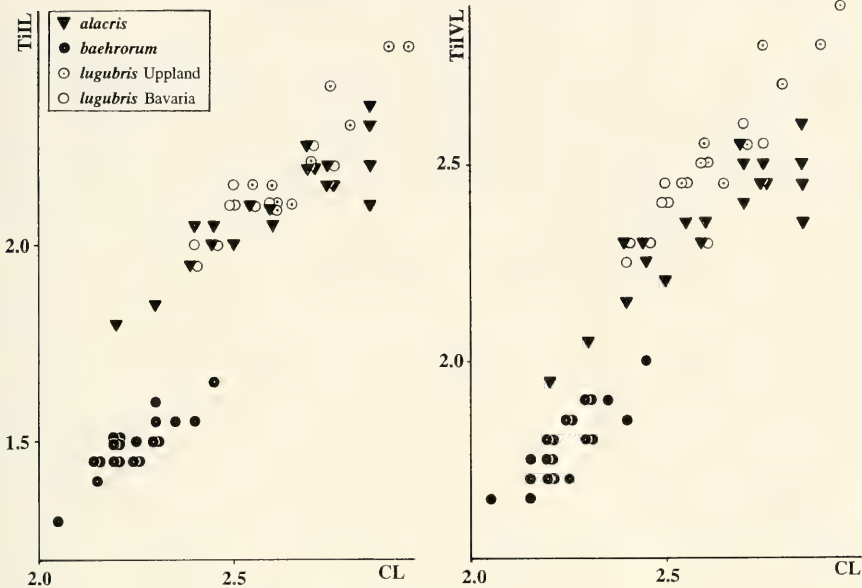 TiIL
alacris
baehrorum
lugubris Uppland
lugubris Bavaria
2.0
1.5
2.0
2.5
CL
TiIVL
2.5
2.0
2.0
2.5
CL